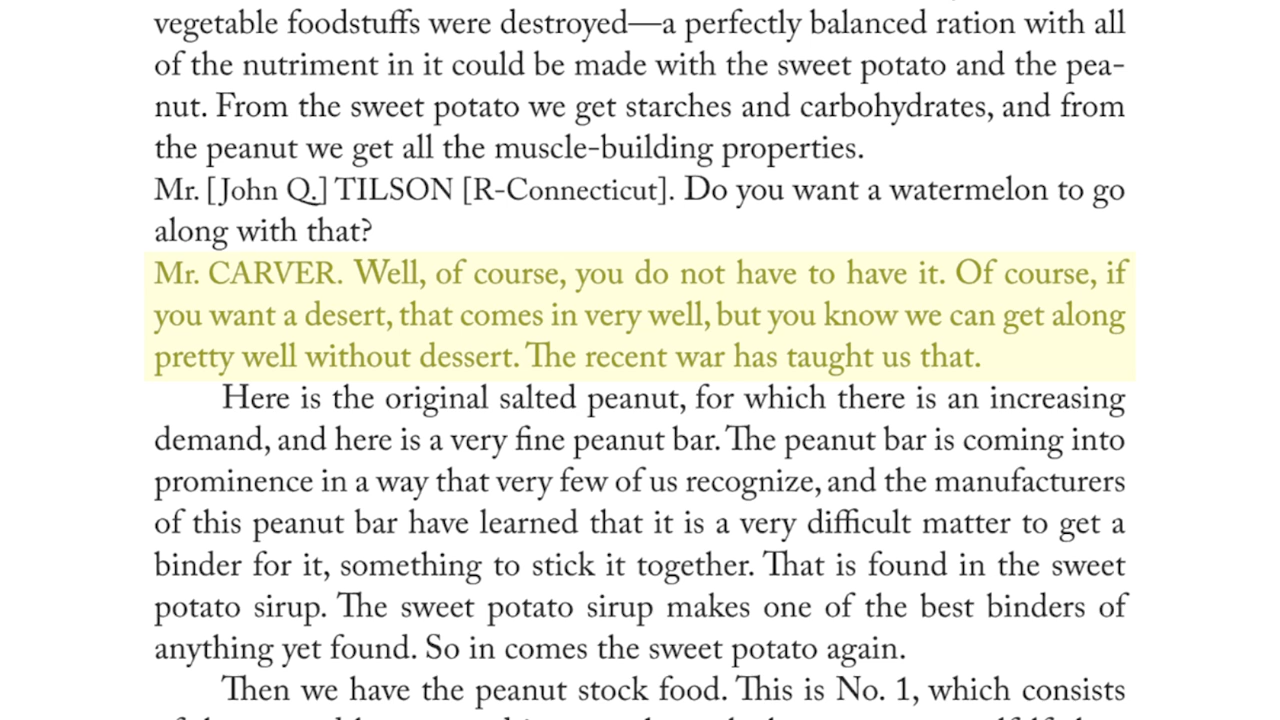 vegetable foodstuffs were destroyed—a perfectly balanced ration with all
of the nutriment in it could be made with the sweet potato and the pea-
nut. From the sweet potato we get starches and carbohydrates, and from
the peanut we get all the muscle-building properties.
Mr. [John Q.] TILSON [R-Connecticut]. Do you want a watermelon to go
along with that?
Mr. CARVER. Well, of course, you do not have to have it. Of course, if
you want a desert, that comes in very well, but you know we can get along
pretty well without dessert. The recent war has taught us that.
Here is the original salted peanut, for which there is an increasing
demand, and here is a very fine peanut bar. The peanut bar is coming into
prominence in a way that very few of us recognize, and the manufacturers
of this peanut bar have learned that it is a very difficult matter to get a
binder for it, something to stick it together. That is found in the sweet
potato sirup. The sweet potato sirup makes one of the best binders of
anything yet found. So in comes the sweet potato again.
Then we have the peanut stock food. This is No. 1, which consists